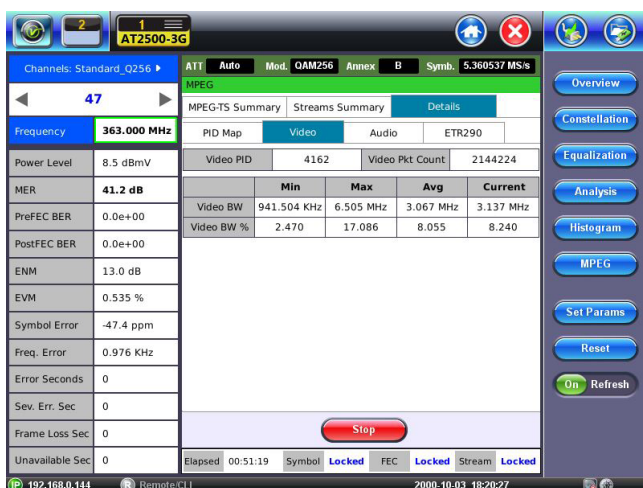 2
1
AT2500-3G
Channels: Standard_Q256
47
Frequency 363.000 MHz
Power Level 8.5 dBmV
MER 41.2 dB
PreFEC BER 0.0e+00
PostFEC BER 0.0e+00
ENM 13.0 dB
EVM 0.535 %
Symbol Error -47.4 ppm
Freq. Error 0.976 KHz
Error Seconds 0
Sev. Err. Sec 0
Frame Loss Sec 0
Unavailable Sec 0
ATT Auto Mod. QAM256 Annex B Symb. 5.360537 MS/s
MPEG
MPEG-TS Summary Streams Summary Details
PID Map Video Audio ETR290
Video PID 4162 Video Pkt Count 2144224
Min Max Avg Current
Video BW 941.504 KHz 6.505 MHz 3.067 MHz 3.137 MHz
Video BW % 2.470 17.086 8.055 8.240
Stop
Elapsed 00:51:19 Symbol Locked FEC Locked Stream Locked
Overview
Constellation
Equalization
Analysis
Histogram
MPEG
Set Params
Reset
On Refresh
IP 192.168.0.144 R Remote/CLI 2000-10-03 18:20:27